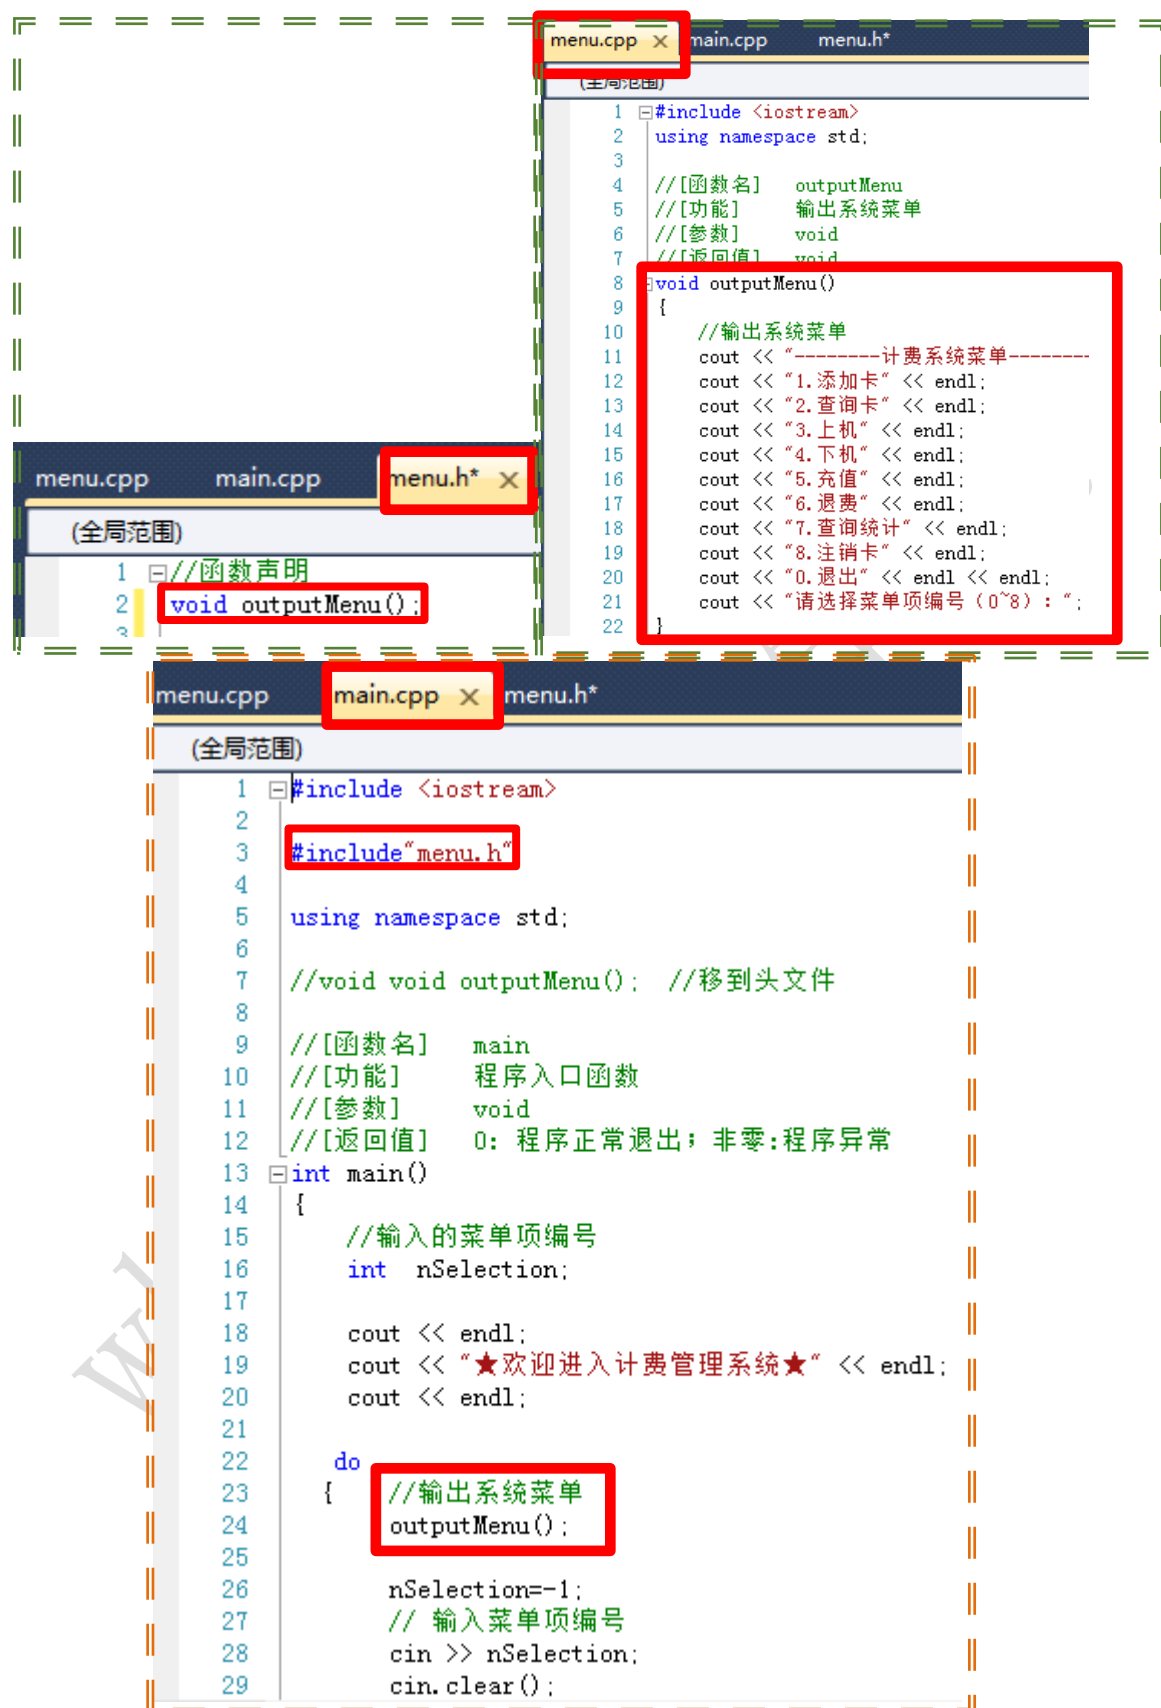 menu.cpp × main.cpp menu.h*
(全局范围)
1 #include <iostream>
2 using namespace std;
3
4 //[函数名] outputMenu
5 //[功能] 输出系统菜单
6 //[参数] void
7 //[返回值] void
8 void outputMenu()
9 {
10 //输出系统菜单
11 cout << "--------计费系统菜单--------
12 cout << "1.添加卡" << endl;
13 cout << "2.查询卡" << endl;
14 cout << "3.上机" << endl;
15 cout << "4.下机" << endl;
16 cout << "5.充值" << endl;
17 cout << "6.退费" << endl;
18 cout << "7.查询统计" << endl;
19 cout << "8.注销卡" << endl;
20 cout << "0.退出" << endl << endl;
21 cout << "请选择菜单项编号（0~8）：";
22 }
menu.cpp main.cpp menu.h* ×
(全局范围)
1 //函数声明
2 void outputMenu();
3
menu.cpp main.cpp × menu.h*
(全局范围)
1 #include <iostream>
2
3 #include"menu.h"
4
5 using namespace std;
6
7 //void void outputMenu(); //移到头文件
8
9 //[函数名] main
10 //[功能] 程序入口函数
11 //[参数] void
12 //[返回值] 0: 程序正常退出；非零:程序异常
13 int main()
14 {
15 //输入的菜单项编号
16 int nSelection;
17
18 cout << endl;
19 cout << "★欢迎进入计费管理系统★" << endl;
20 cout << endl;
21
22 do
23 { //输出系统菜单
24 outputMenu();
25
26 nSelection=-1;
27 // 输入菜单项编号
28 cin >> nSelection;
29 cin.clear();